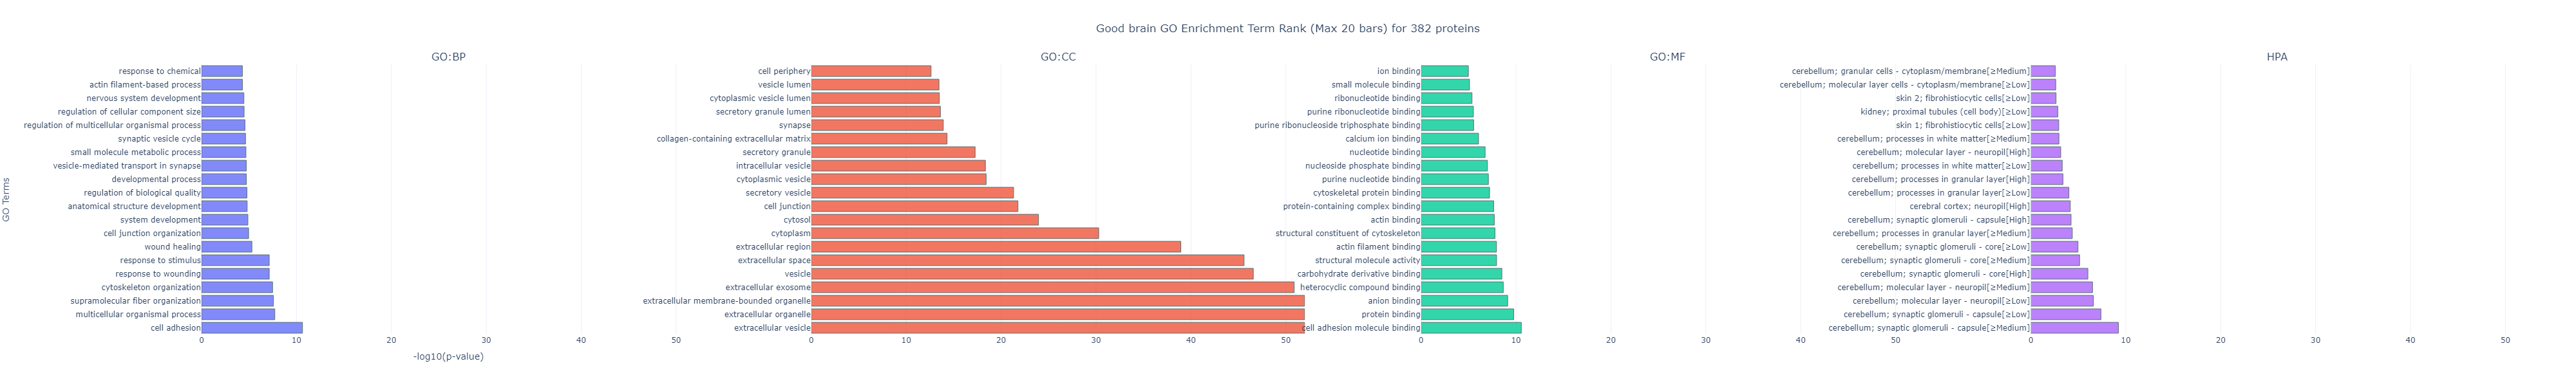 Good brain GO Enrichment Term Rank (Max 20 bars) for 382 proteins
GO:BP
GO:CC
GO:MF
HPA
GO Terms
response to chemical
actin filament-based process
nervous system development
regulation of cellular component size
regulation of multicellular organismal process
synaptic vesicle cycle
small molecule metabolic process
vesicle-mediated transport in synapse
developmental process
regulation of biological quality
anatomical structure development
system development
cell junction organization
wound healing
response to stimulus
response to wounding
cytoskeleton organization
supramolecular fiber organization
multicellular organismal process
cell adhesion
0 10 20 30 40 50
-log10(p-value)
cell periphery
vesicle lumen
cytoplasmic vesicle lumen
secretory granule lumen
synapse
collagen-containing extracellular matrix
secretory granule
intracellular vesicle
cytoplasmic vesicle
secretory vesicle
cell junction
cytosol
cytoplasm
extracellular region
extracellular space
vesicle
extracellular exosome
extracellular membrane-bounded organelle
extracellular organelle
extracellular vesicle
0 10 20 30 40 50
ion binding
small molecule binding
ribonucleotide binding
purine ribonucleotide binding
purine ribonucleoside triphosphate binding
calcium ion binding
nucleotide binding
nucleoside phosphate binding
purine nucleotide binding
cytoskeletal protein binding
protein-containing complex binding
actin binding
structural constituent of cytoskeleton
actin filament binding
structural molecule activity
carbohydrate derivative binding
heterocyclic compound binding
anion binding
protein binding
cell adhesion molecule binding
0 10 20 30 40 50
cerebellum; granular cells - cytoplasm/membrane[≥Medium]
cerebellum; molecular layer cells - cytoplasm/membrane[≥Low]
skin 2; fibrohistiocytic cells[≥Low]
kidney; proximal tubules (cell body)[≥Low]
skin 1; fibrohistiocytic cells[≥Low]
cerebellum; processes in white matter[≥Medium]
cerebellum; molecular layer - neuropil[High]
cerebellum; processes in white matter[≥Low]
cerebellum; processes in granular layer[High]
cerebellum; processes in granular layer[≥Low]
cerebral cortex; neuropil[High]
cerebellum; synaptic glomeruli - capsule[High]
cerebellum; processes in granular layer[≥Medium]
cerebellum; synaptic glomeruli - core[≥Low]
cerebellum; synaptic glomeruli - core[≥Medium]
cerebellum; synaptic glomeruli - core[High]
cerebellum; molecular layer - neuropil[≥Medium]
cerebellum; molecular layer - neuropil[≥Low]
cerebellum; synaptic glomeruli - capsule[≥Low]
cerebellum; synaptic glomeruli - capsule[≥Medium]
0 10 20 30 40 50